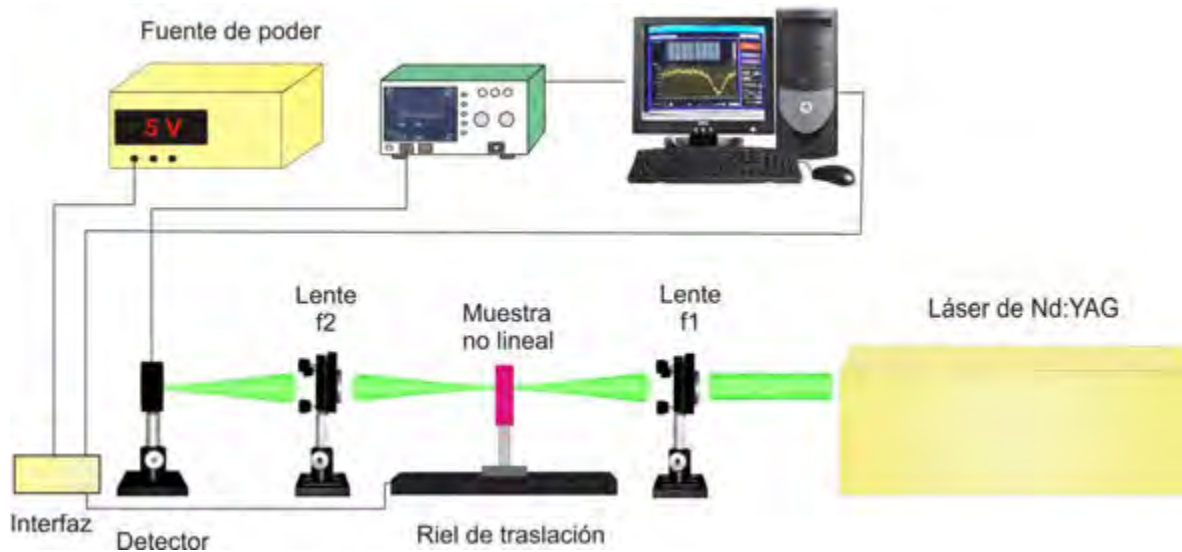 Fuente de poder
5 V
Lente
f2
Muestra
no lineal
Lente
f1
Láser de Nd:YAG
Interfaz
Detector
Riel de traslación